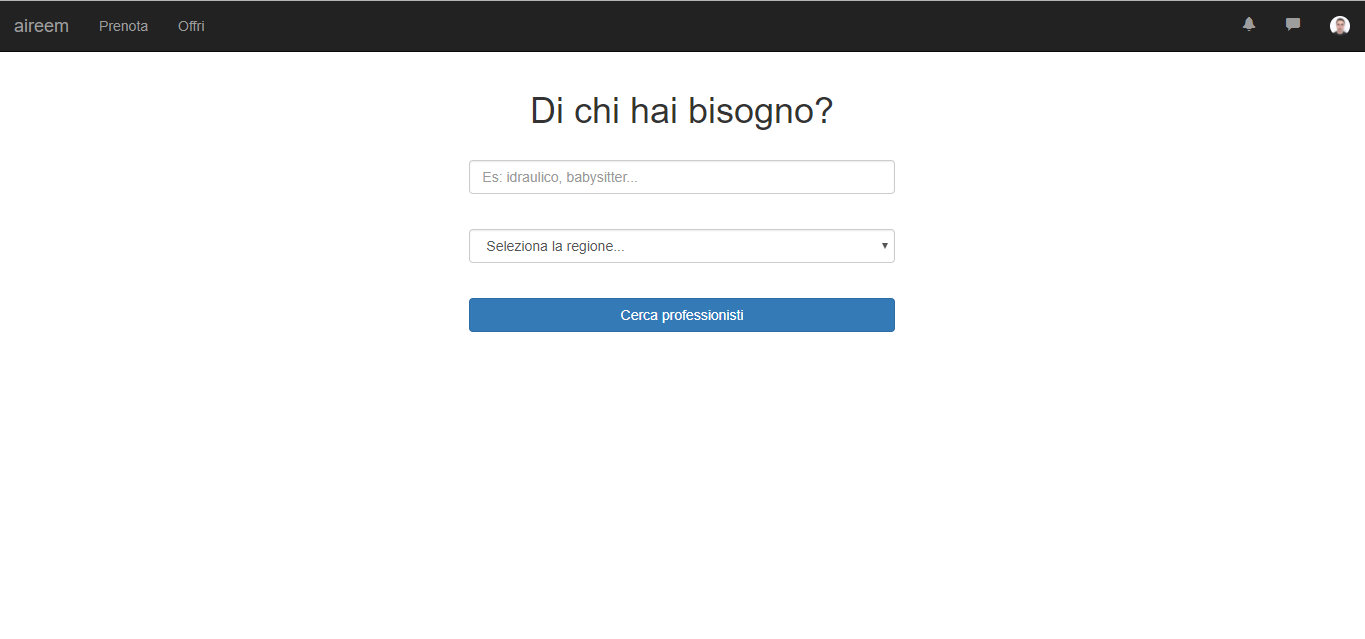 aireem Prenota Offri
Di chi hai bisogno?
Es: idraulico, babysitter...
Seleziona la regione...
Cerca professionisti